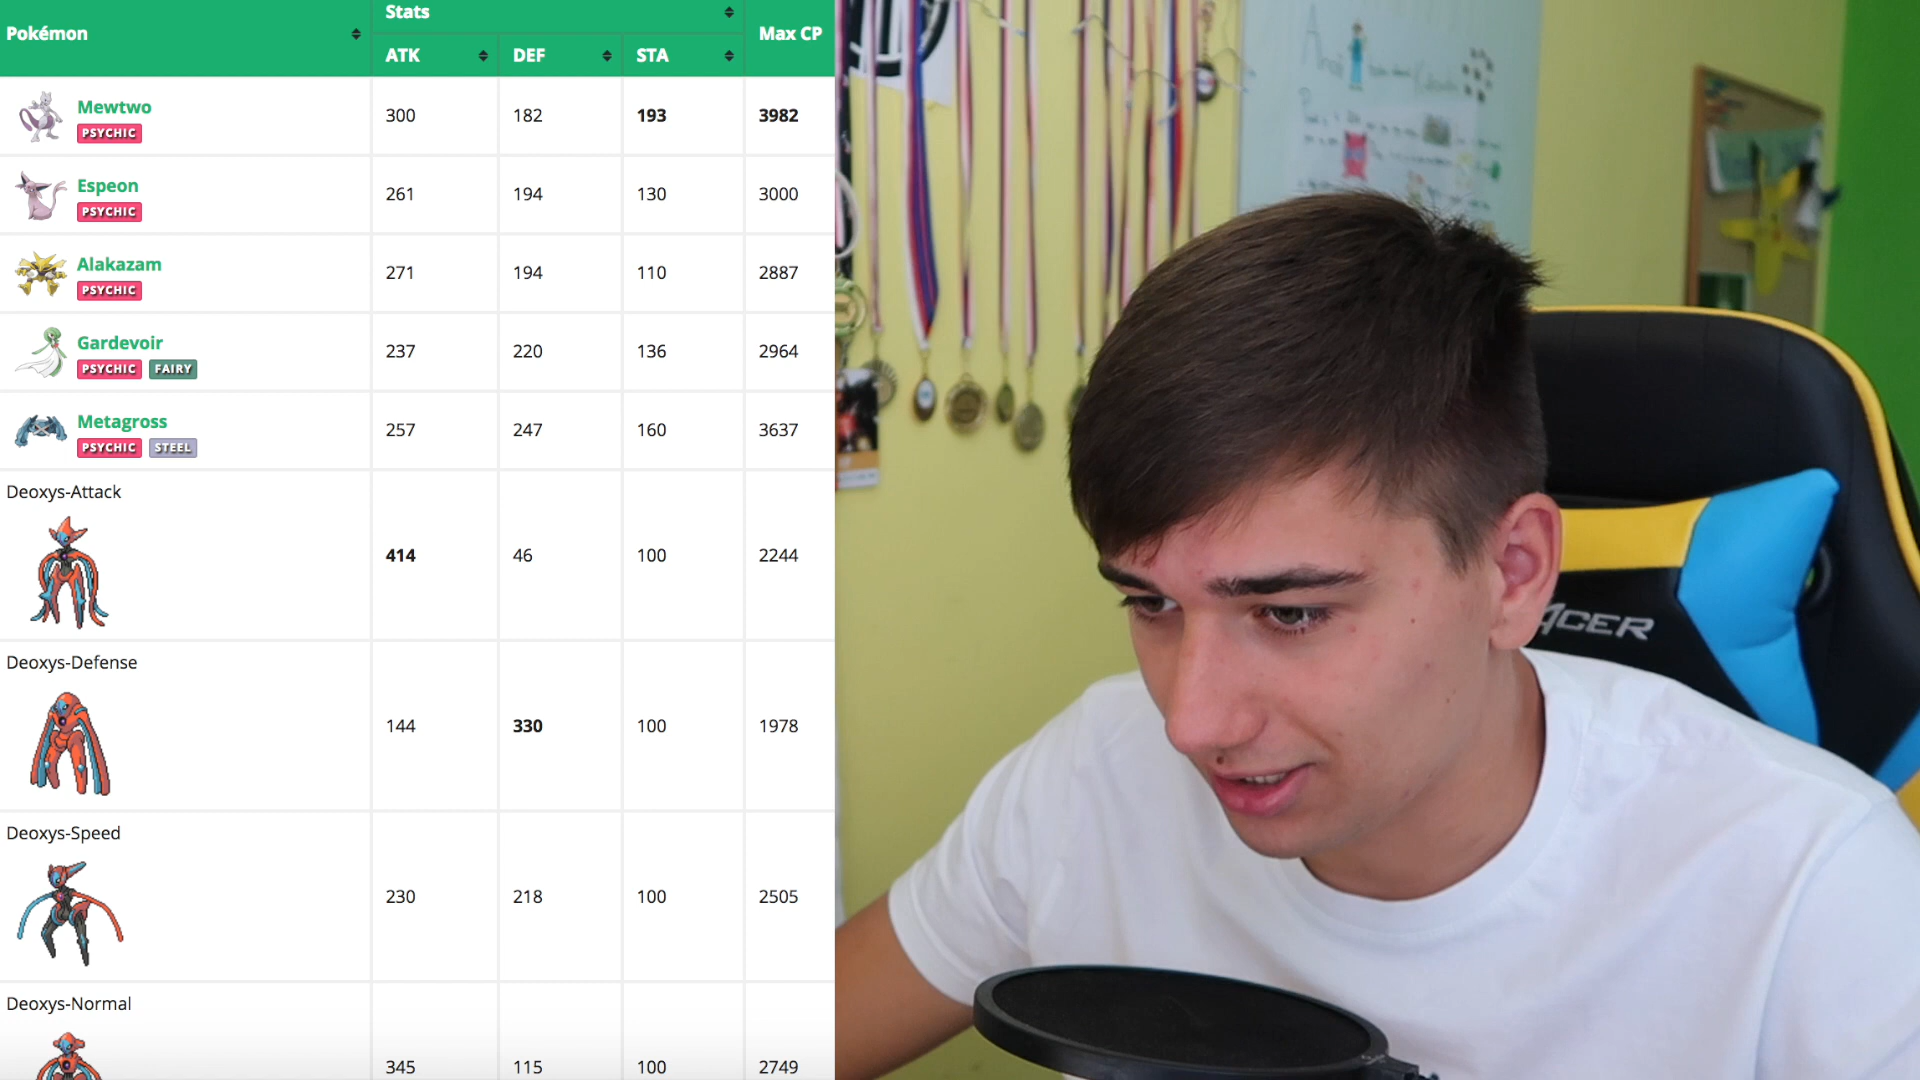 Pokémon
Stats
ATK
DEF
STA
Max CP
Mewtwo
PSYCHIC
300
182
193
3982
Espeon
PSYCHIC
261
194
130
3000
Alakazam
PSYCHIC
271
194
110
2887
Gardevoir
PSYCHIC FAIRY
237
220
136
2964
Metagross
PSYCHIC STEEL
257
247
160
3637
Deoxys-Attack
414
46
100
2244
Deoxys-Defense
144
330
100
1978
Deoxys-Speed
230
218
100
2505
Deoxys-Normal
345
115
100
2749
ACER